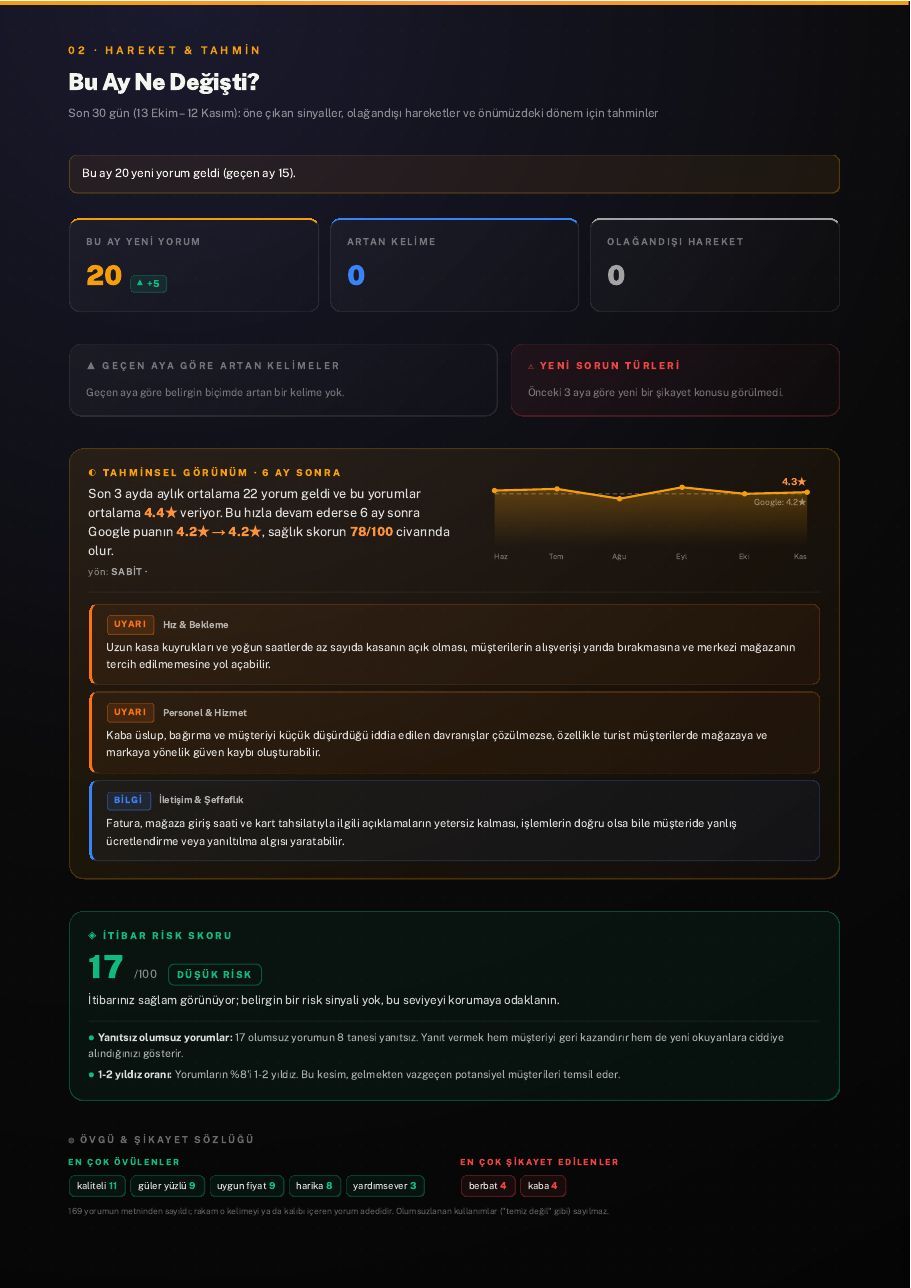 02 · HAREKET & TAHMİN
Bu Ay Ne Değişti?
Son 30 gün (13 Ekim – 12 Kasım): öne çıkan sinyaller, olağandışı hareketler ve önümüzdeki dönem için tahminler
Bu ay 20 yeni yorum geldi (geçen ay 15).
BU AY YENİ YORUM
20 ▲ +5
ARTAN KELİME
0
OLAĞANDIŞI HAREKET
0
▲ GEÇEN AYA GÖRE ARTAN KELİMELER
Geçen aya göre belirgin biçimde artan bir kelime yok.
⚠ YENİ SORUN TÜRLERİ
Önceki 3 aya göre yeni bir şikayet konusu görülmedi.
◐ TAHMİNSEL GÖRÜNÜM · 6 AY SONRA
Son 3 ayda aylık ortalama 22 yorum geldi ve bu yorumlar
ortalama 4.4★ veriyor. Bu hızla devam ederse 6 ay sonra
Google puanın 4.2★ → 4.2★, sağlık skorun 78/100 civarında
olur.
yön: SABİT ·
4.3★
Google: 4.2★
Haz Tem Ağu Eyl Eki Kas
UYARI Hız & Bekleme
Uzun kasa kuyrukları ve yoğun saatlerde az sayıda kasanın açık olması, müşterilerin alışverişi yarıda bırakmasına ve merkezi mağazanın
tercih edilmemesine yol açabilir.
UYARI Personel & Hizmet
Kaba üslup, bağırma ve müşteriyi küçük düşürdüğü iddia edilen davranışlar çözülmezse, özellikle turist müşterilerde mağazaya ve
markaya yönelik güven kaybı oluşturabilir.
BİLGİ İletişim & Şeffaflık
Fatura, mağaza giriş saati ve kart tahsilatıyla ilgili açıklamaların yetersiz kalması, işlemlerin doğru olsa bile müşteride yanlış
ücretlendirme veya yanıltılma algısı yaratabilir.
◈ İTİBAR RİSK SKORU
17 /100 DÜŞÜK RİSK
İtibarınız sağlam görünüyor; belirgin bir risk sinyali yok, bu seviyeyi korumaya odaklanın.
● Yanıtsız olumsuz yorumlar: 17 olumsuz yorumun 8 tanesi yanıtsız. Yanıt vermek hem müşteriyi geri kazandırır hem de yeni okuyanlara ciddiye
alındığınızı gösterir.
● 1-2 yıldız oranı: Yorumların %8'i 1-2 yıldız. Bu kesim, gelmekten vazgeçen potansiyel müşterileri temsil eder.
◍ ÖVGÜ & ŞİKAYET SÖZLÜĞÜ
EN ÇOK ÖVÜLENLER
kaliteli 11 güler yüzlü 9 uygun fiyat 9 harika 8 yardımsever 3
EN ÇOK ŞİKAYET EDİLENLER
berbat 4 kaba 4
169 yorumun metninden sayıldı; rakam o kelimeyi ya da kalıbı içeren yorum adedidir. Olumsuzlanan kullanımlar ("temiz değil" gibi) sayılmaz.